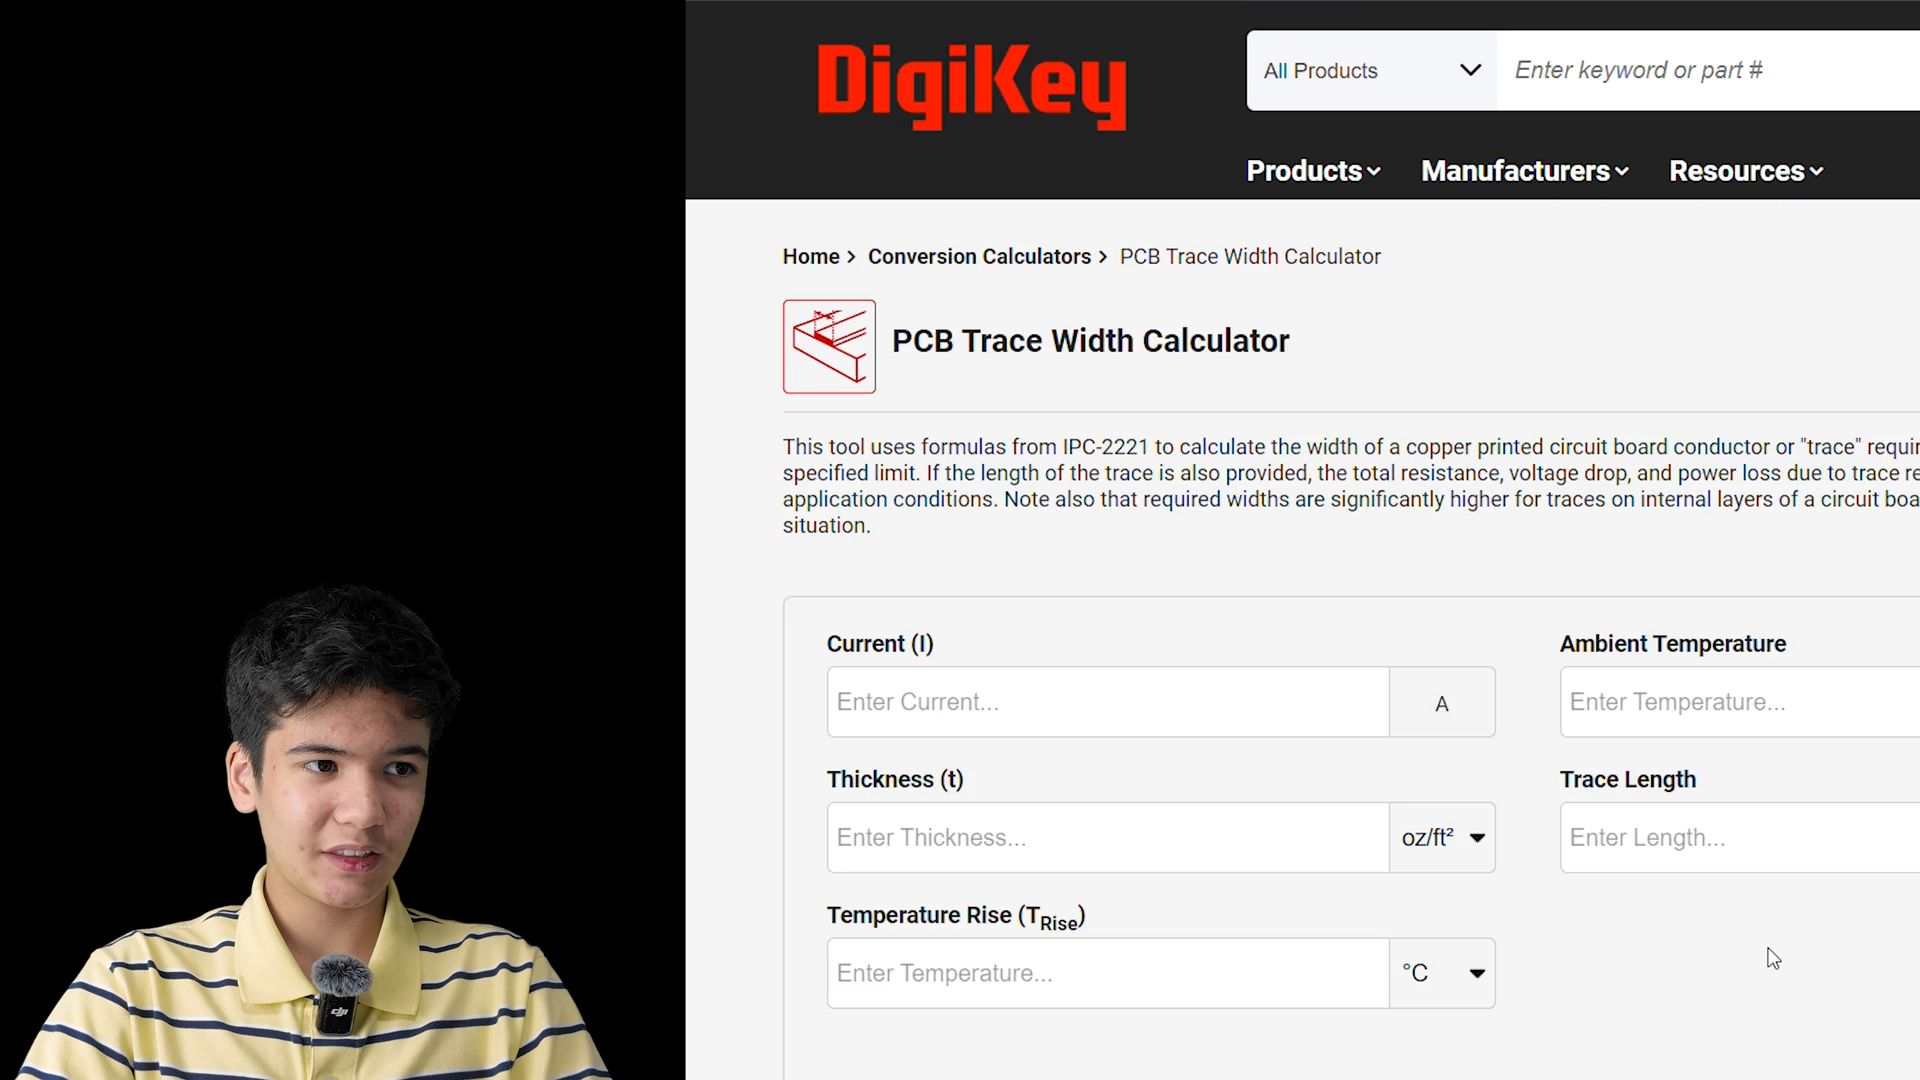 DigiKey
All Products
Enter keyword or part #
Products
Manufacturers
Resources
Home > Conversion Calculators > PCB Trace Width Calculator
PCB Trace Width Calculator
This tool uses formulas from IPC-2221 to calculate the width of a copper printed circuit board conductor or "trace"
specified limit. If the length of the trace is also provided, the total resistance, voltage drop, and power loss due to trace
application conditions. Note also that required widths are significantly higher for traces on internal layers of a circuit
situation.
Current (I)
Enter Current...
A
Ambient Temperature
Enter Temperature...
Thickness (t)
Enter Thickness...
oz/ft²
Trace Length
Enter Length...
Temperature Rise (TRise)
Enter Temperature...
°C
dji